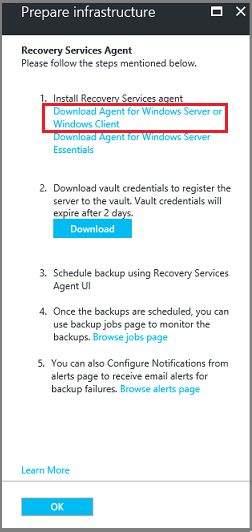 Prepare infrastructure
Recovery Services Agent
Please follow the steps mentioned below.
1. Install Recovery Services agent
Download Agent for Windows Server or
Windows Client
Download Agent for Windows Server
Essentials
2. Download vault credentials to register the
server to the vault. Vault credentials will
expire after 2 days.
Download
3. Schedule backup using Recovery Services
Agent UI
4. Once the backups are scheduled, you can
use backup jobs page to monitor the
backups. Browse jobs page
5. You can also Configure Notifications from
alerts page to receive email alerts for
backup failures. Browse alerts page
Learn More
OK